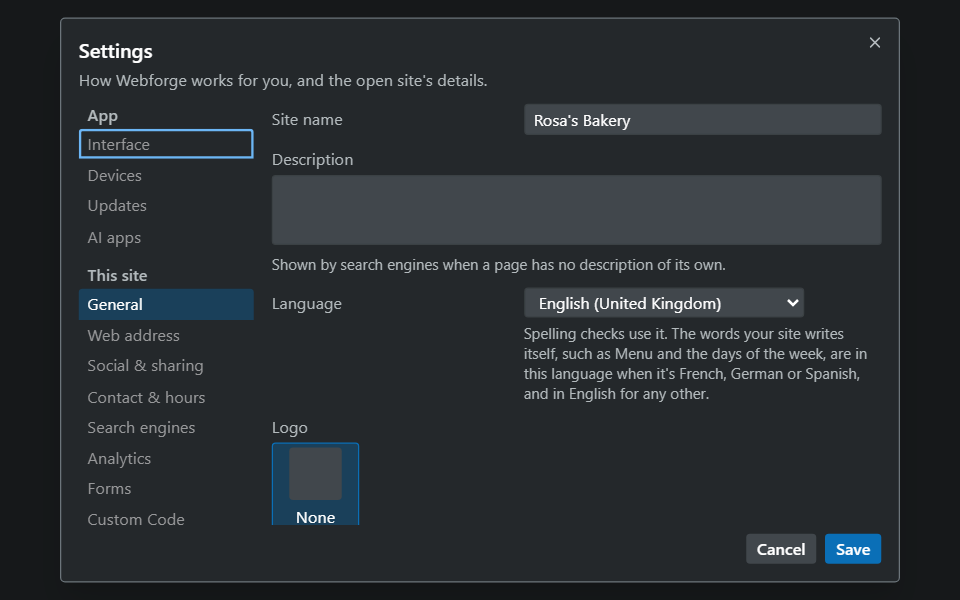 Settings
How Webforge works for you, and the open site's details.
App
Interface
Devices
Updates
AI apps
This site
General
Web address
Social & sharing
Contact & hours
Search engines
Analytics
Forms
Custom Code
Site name
Rosa's Bakery
Description
Shown by search engines when a page has no description of its own.
Language
English (United Kingdom)
Spelling checks use it. The words your site writes
itself, such as Menu and the days of the week, are in
this language when it's French, German or Spanish,
and in English for any other.
Logo
None
Cancel
Save